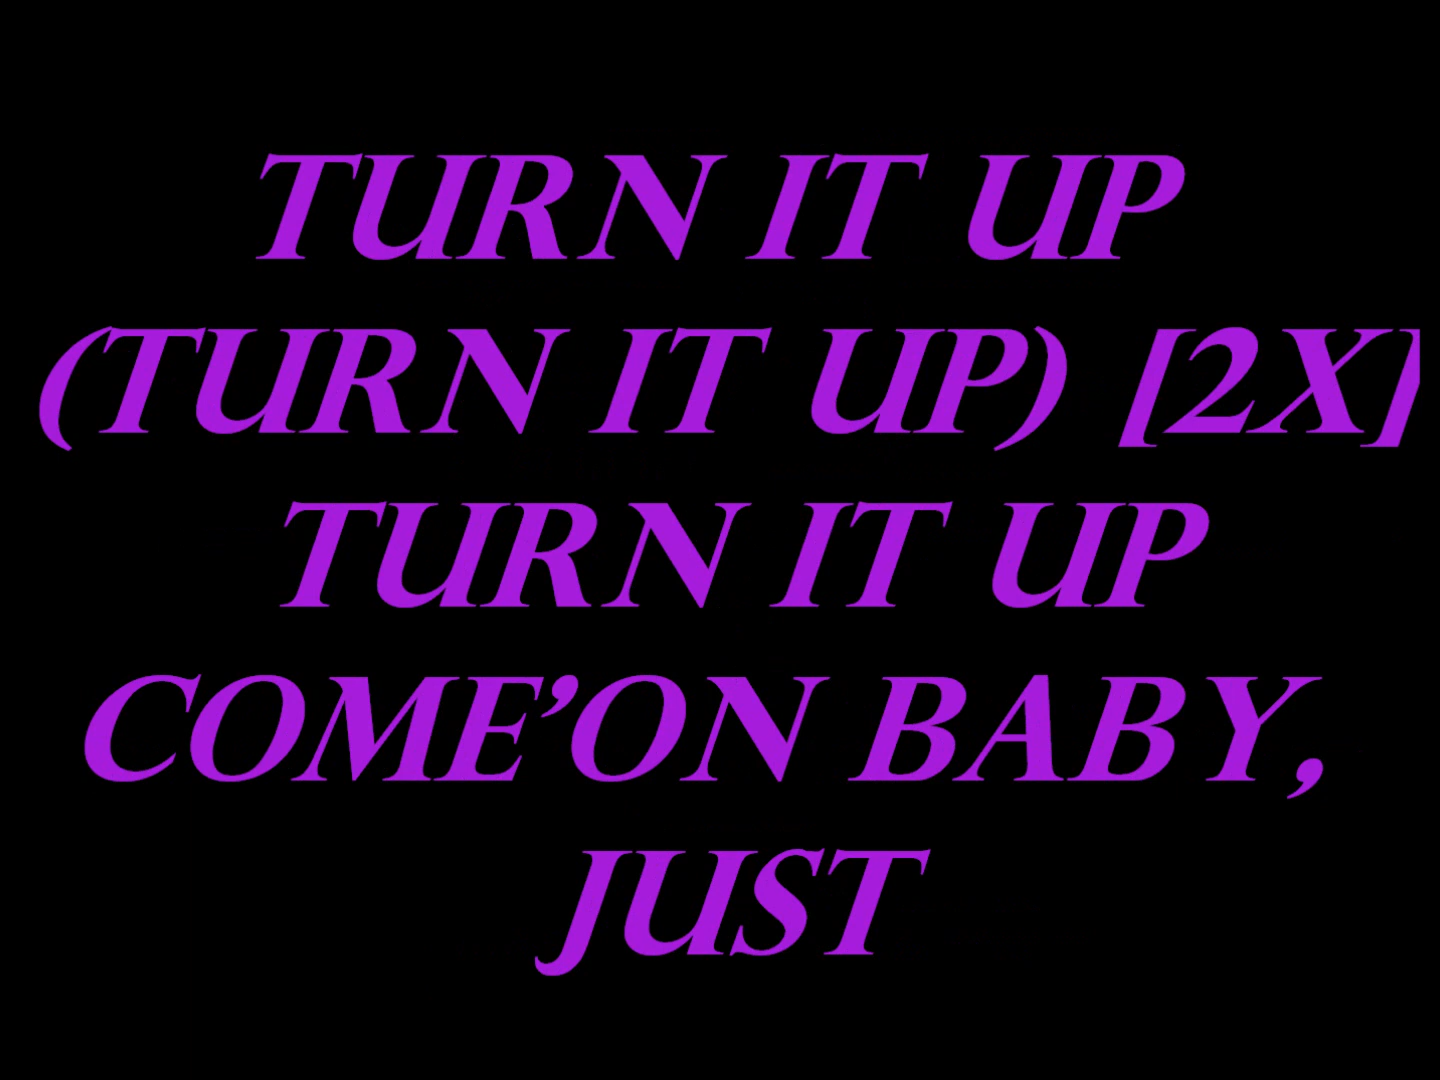 TURN IT UP
(TURN IT UP) [2X]
TURN IT UP
COME’ON BABY,
JUST